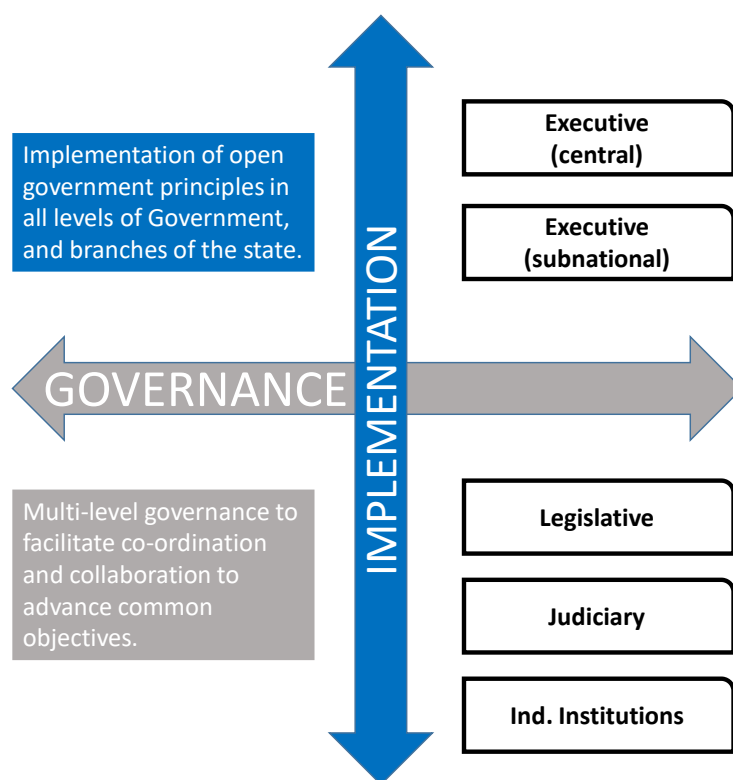 Implementation of open
government principles in
all levels of Government,
and branches of the state.
Executive
(central)
Executive
(subnational)
GOVERNANCE
IMPLEMENTATION
Multi-level governance to
facilitate co-ordination
and collaboration to
advance common
objectives.
Legislative
Judiciary
Ind. Institutions